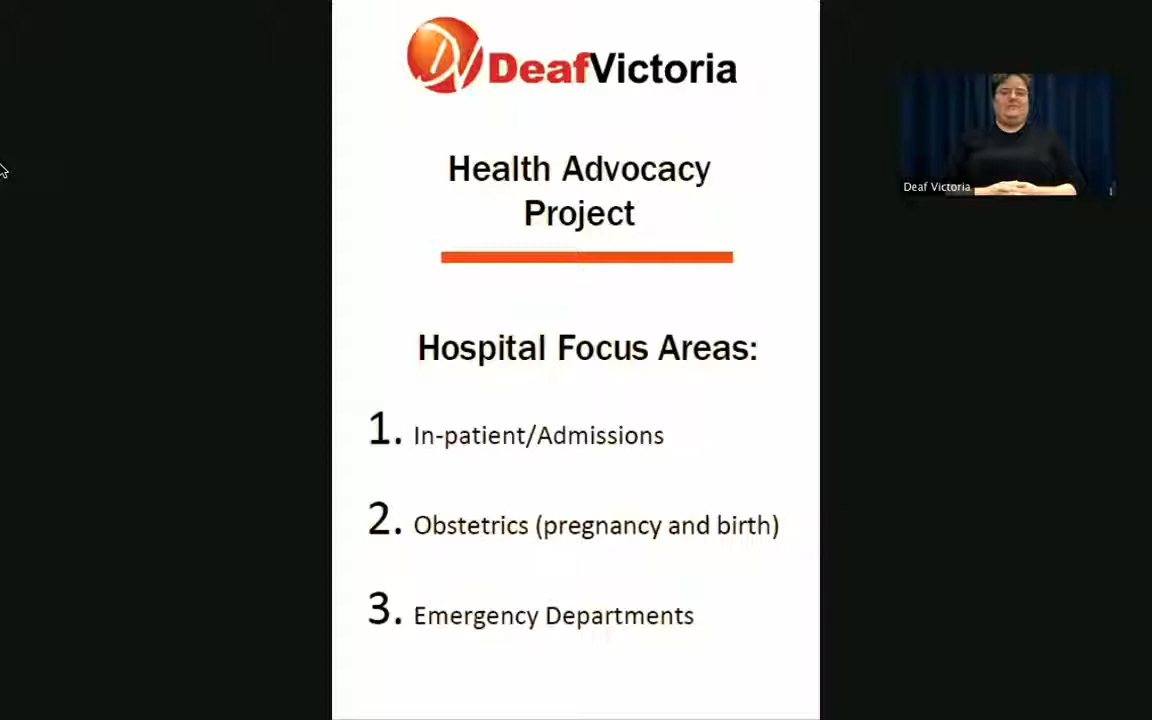 DeafVictoria
Health Advocacy
Project
Hospital Focus Areas:
1. In-patient/Admissions
2. Obstetrics (pregnancy and birth)
3. Emergency Departments
Deaf Victoria